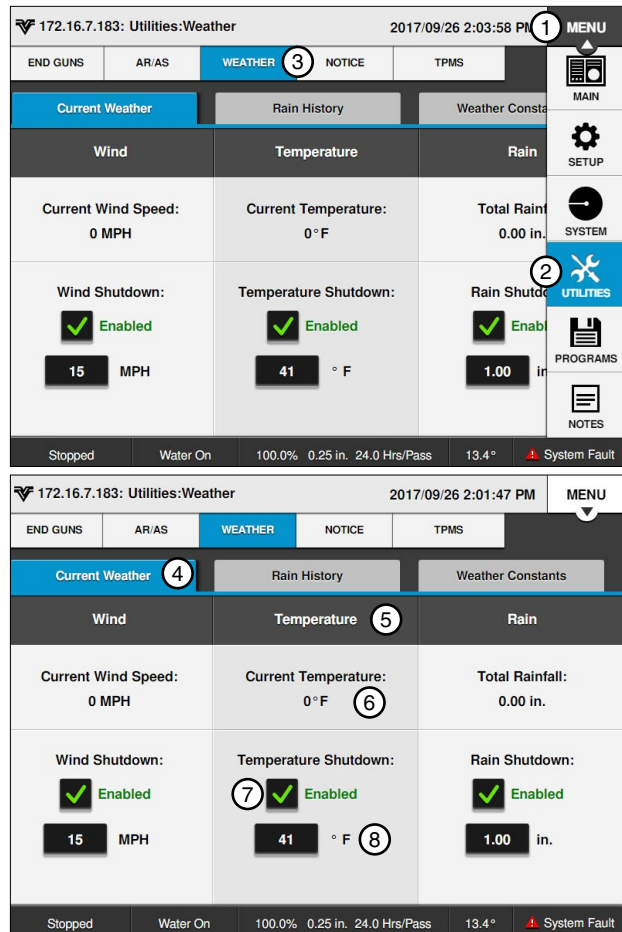 172.16.7.183: Utilities:Weather 2017/09/26 2:03:58 PM 1 MENU
END GUNS AR/AS WEATHER 3 NOTICE TPMS
MAIN
Current Weather Rain History Weather Consta
Wind Temperature Rain
SETUP
Current Wind Speed: Current Temperature: Total Rainf
0 MPH 0°F 0.00 in.
SYSTEM
2
UTILITIES
Wind Shutdown: Temperature Shutdown: Rain Shutdo
Enabled Enabled Enabl
15 MPH 41 °F 1.00 in
PROGRAMS
NOTES
Stopped Water On 100.0% 0.25 in. 24.0 Hrs/Pass 13.4° System Fault
172.16.7.183: Utilities:Weather 2017/09/26 2:01:47 PM MENU
END GUNS AR/AS WEATHER NOTICE TPMS
Current Weather 4 Rain History Weather Constants
Wind Temperature 5 Rain
Current Wind Speed: Current Temperature: Total Rainfall:
0 MPH 0°F 6 0.00 in.
Wind Shutdown: Temperature Shutdown: Rain Shutdown:
Enabled 7 Enabled Enabled
15 MPH 41 °F 8 1.00 in.
Stopped Water On 100.0% 0.25 in. 24.0 Hrs/Pass 13.4° System Fault